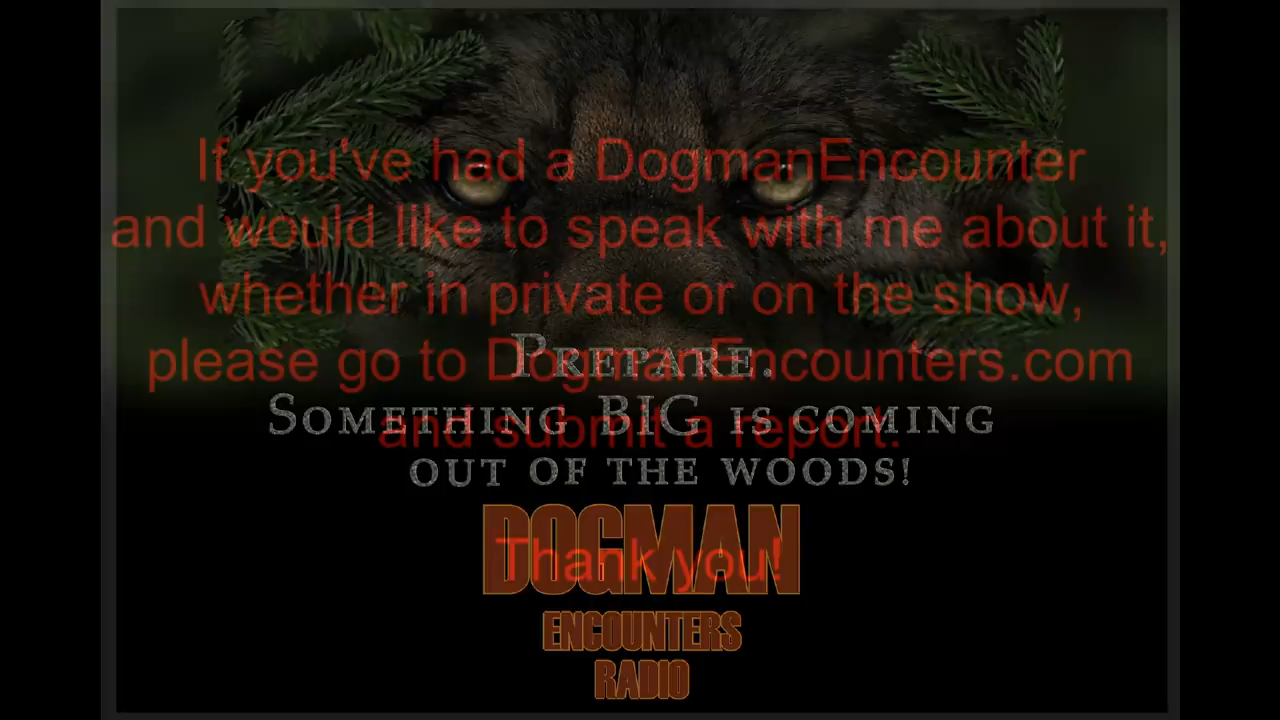 If you've had a DogmanEncounter
and would like to speak with me about it,
whether in private or on the show,
please go to DogmanEncounters.com
and submit a report.
Thank you!
PREPARE.
SOMETHING BIG IS COMING
OUT OF THE WOODS!
DOGMAN
ENCOUNTERS
RADIO